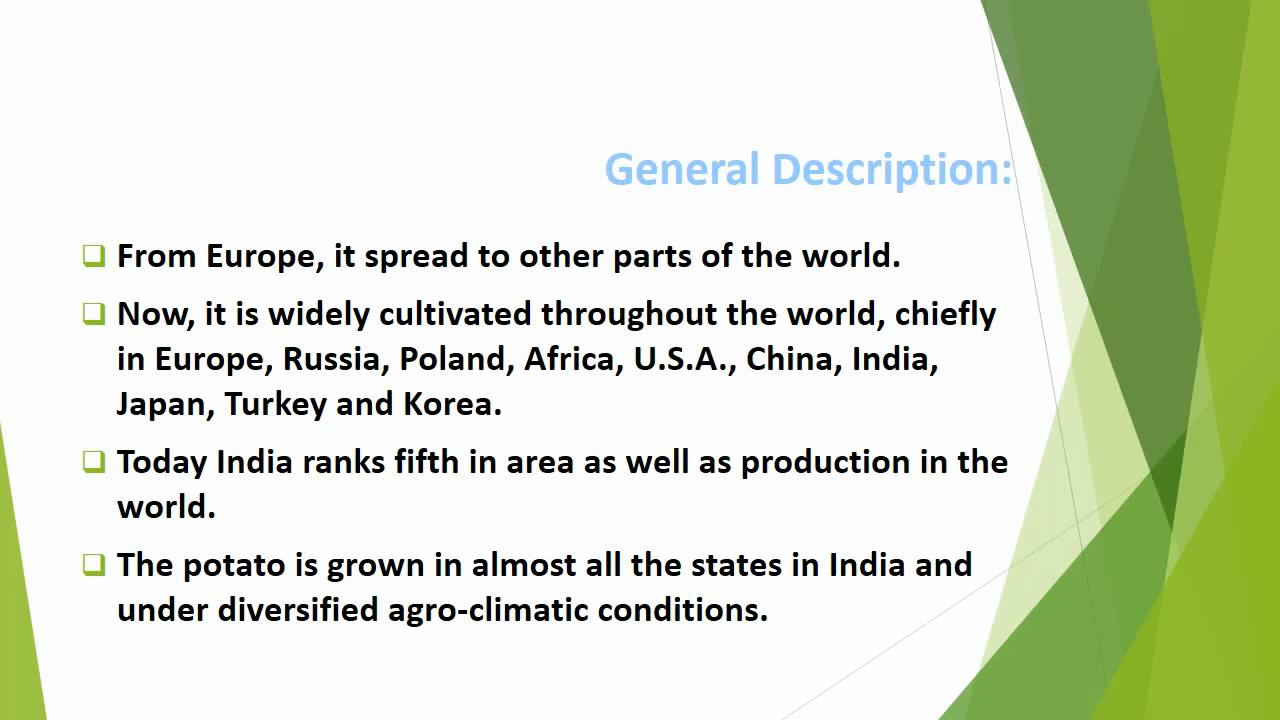 General Description:
From Europe, it spread to other parts of the world.
Now, it is widely cultivated throughout the world, chiefly
in Europe, Russia, Poland, Africa, U.S.A., China, India,
Japan, Turkey and Korea.
Today India ranks fifth in area as well as production in the
world.
The potato is grown in almost all the states in India and
under diversified agro-climatic conditions.